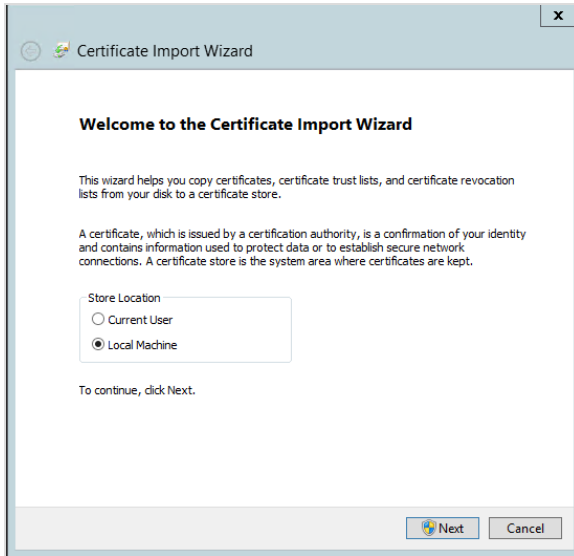 x
Certificate Import Wizard
Welcome to the Certificate Import Wizard
This wizard helps you copy certificates, certificate trust lists, and certificate revocation
lists from your disk to a certificate store.
A certificate, which is issued by a certification authority, is a confirmation of your identity
and contains information used to protect data or to establish secure network
connections. A certificate store is the system area where certificates are kept.
Store Location
Current User
Local Machine
To continue, click Next.
Next Cancel